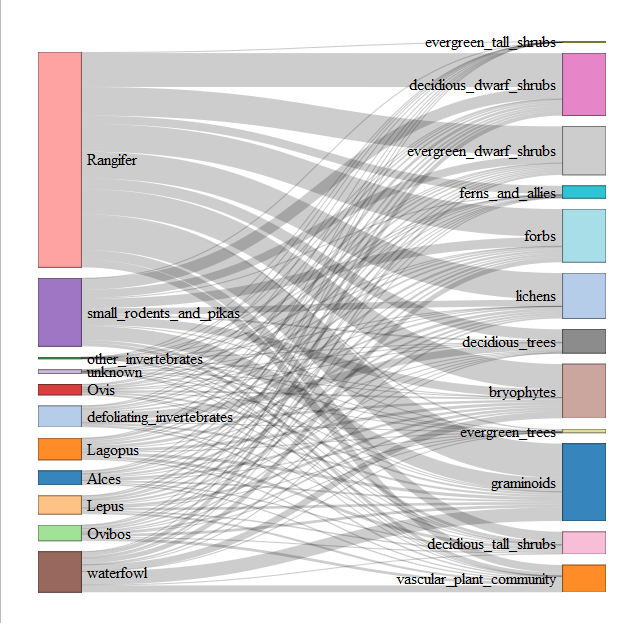 Rangifer
small_rodents_and_pikas
other_invertebrates
unknown
Ovis
defoliating_invertebrates
Lagopus
Alces
Lepus
Ovibos
waterfowl
evergreen_tall_shrubs
decidious_dwarf_shrubs
evergreen_dwarf_shrubs
ferns_and_allies
forbs
lichens
decidious_trees
bryophytes
evergreen_trees
graminoids
decidious_tall_shrubs
vascular_plant_community